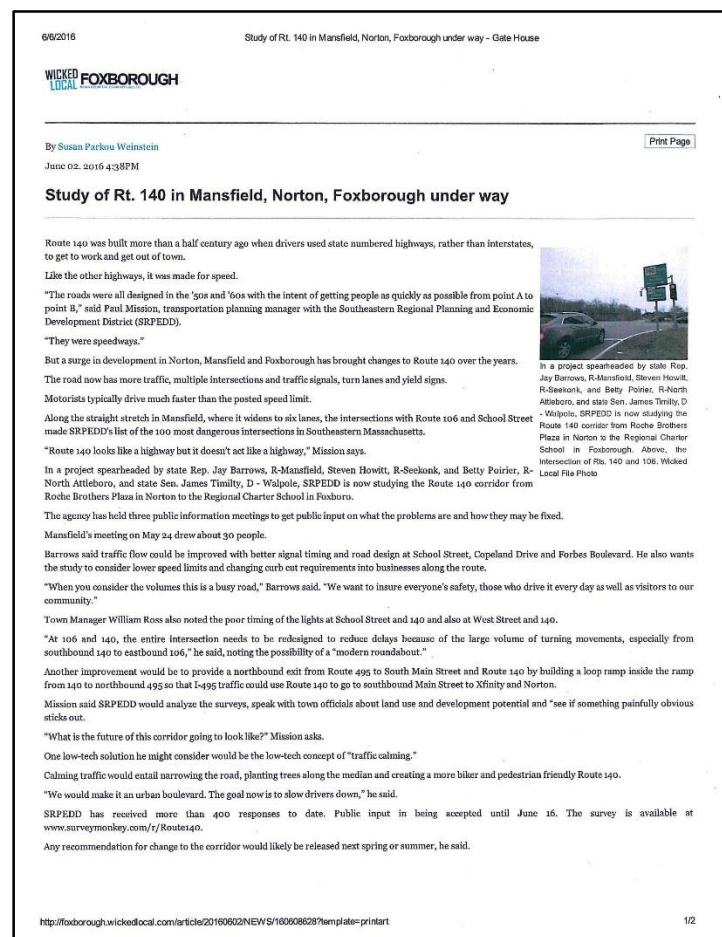 6/6/2016
Study of Rt. 140 in Mansfield, Norton, Foxborough under way - Gate House
WICKED LOCAL FOXBOROUGH
Print Page
By Susan Parkou Weinstein
June 02. 2016 4:38PM
Study of Rt. 140 in Mansfield, Norton, Foxborough under way
Route 140 was built more than a half century ago when drivers used state numbered highways, rather than interstates,
to get to work and get out of town.
Like the other highways, it was made for speed.
"The roads were all designed in the '50s and '60s with the intent of getting people as quickly as possible from point A to
point B," said Paul Mission, transportation planning manager with the Southeastern Regional Planning and Economic
Development District (SRPEDD).
"They were speedways."
But a surge in development in Norton, Mansfield and Foxborough has brought changes to Route 140 over the years.
The road now has more traffic, multiple intersections and traffic signals, turn lanes and yield signs.
Motorists typically drive much faster than the posted speed limit.
Along the straight stretch in Mansfield, where it widens to six lanes, the intersections with Route 106 and School Street
made SRPEDD's list of the 100 most dangerous intersections in Southeastern Massachusetts.
"Route 140 looks like a highway but it doesn't act like a highway," Mission says.
In a project spearheaded by state Rep. Jay Barrows, R-Mansfield, Steven Howitt, R-Seekonk, and Betty Poirier, R-
North Attleboro, and state Sen. James Timilty, D - Walpole, SRPEDD is now studying the Route 140 corridor from
Roche Brothers Plaza in Norton to the Regional Charter School in Foxboro.
In a project spearheaded by state Rep.
Jay Barrows, R-Mansfield, Steven Howitt,
R-Seekonk, and Betty Poirier, R-North
Attleboro, and state Sen. James Timilty, D
- Walpole, SRPEDD is now studying the
Route 140 corridor from Roche Brothers
Plaza in Norton to the Regional Charter
School in Foxborough. Above, the
intersection of Rts. 140 and 106. Wicked
Local File Photo
The agency has held three public information meetings to get public input on what the problems are and how they may be fixed.
Mansfield's meeting on May 24 drew about 30 people.
Barrows said traffic flow could be improved with better signal timing and road design at School Street, Copeland Drive and Forbes Boulevard. He also wants
the study to consider lower speed limits and changing curb cut requirements into businesses along the route.
"When you consider the volumes this is a busy road," Barrows said. "We want to insure everyone's safety, those who drive it every day as well as visitors to our
community."
Town Manager William Ross also noted the poor timing of the lights at School Street and 140 and also at West Street and 140.
"At 106 and 140, the entire intersection needs to be redesigned to reduce delays because of the large volume of turning movements, especially from
southbound 140 to eastbound 106," he said, noting the possibility of a "modern roundabout."
Another improvement would be to provide a northbound exit from Route 495 to South Main Street and Route 140 by building a loop ramp inside the ramp
from 140 to northbound 495 so that I-495 traffic could use Route 140 to go to southbound Main Street to Xfinity and Norton.
Mission said SRPEDD would analyze the surveys, speak with town officials about land use and development potential and "see if something painfully obvious
sticks out.
"What is the future of this corridor going to look like?" Mission asks.
One low-tech solution he might consider would be the low-tech concept of "traffic calming."
Calming traffic would entail narrowing the road, planting trees along the median and creating a more biker and pedestrian friendly Route 140.
"We would make it an urban boulevard. The goal now is to slow drivers down," he said.
SRPEDD has received more than 400 responses to date. Public input in being accepted until June 16. The survey is available at
www.surveymonkey.com/r/Route140.
Any recommendation for change to the corridor would likely be released next spring or summer, he said.
http://foxborough.wickedlocal.com/article/20160602/NEWS/160608628?template=printart
1/2